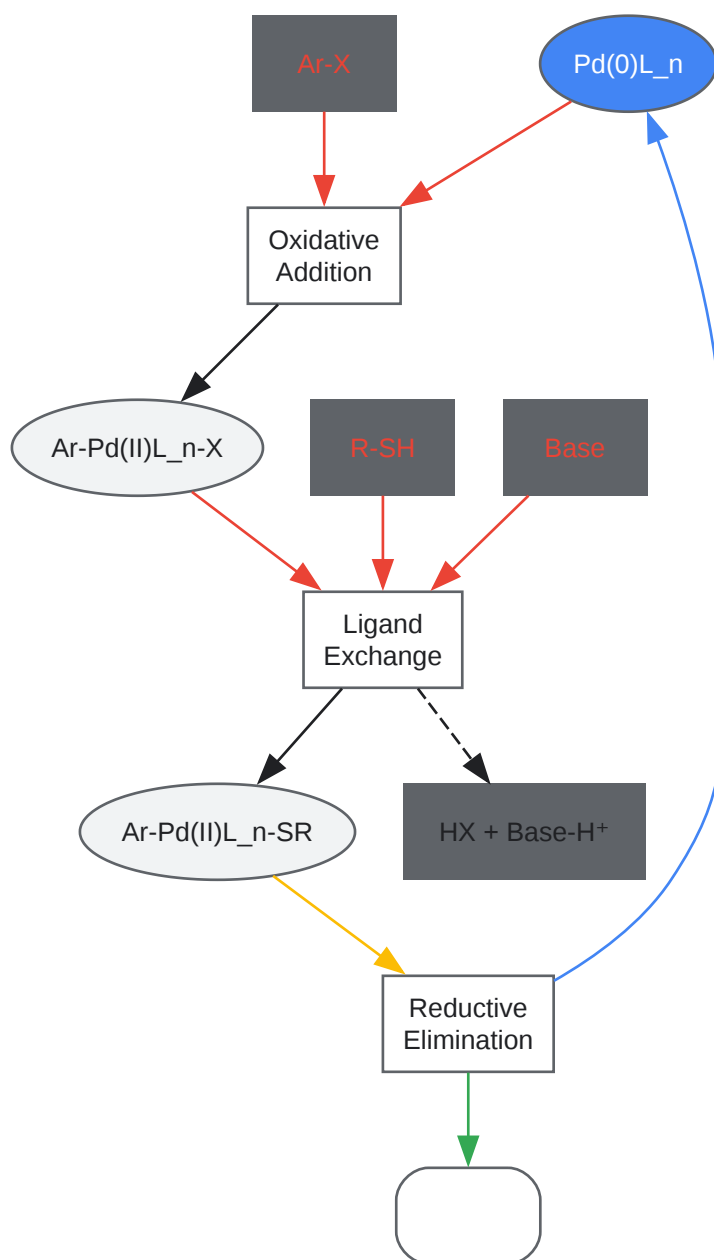 Ar-X
Pd(0)L_n
Oxidative
Addition
Ar-Pd(II)L_n-X
R-SH
Base
Ligand
Exchange
Ar-Pd(II)L_n-SR
HX + Base-H⁺
Reductive
Elimination